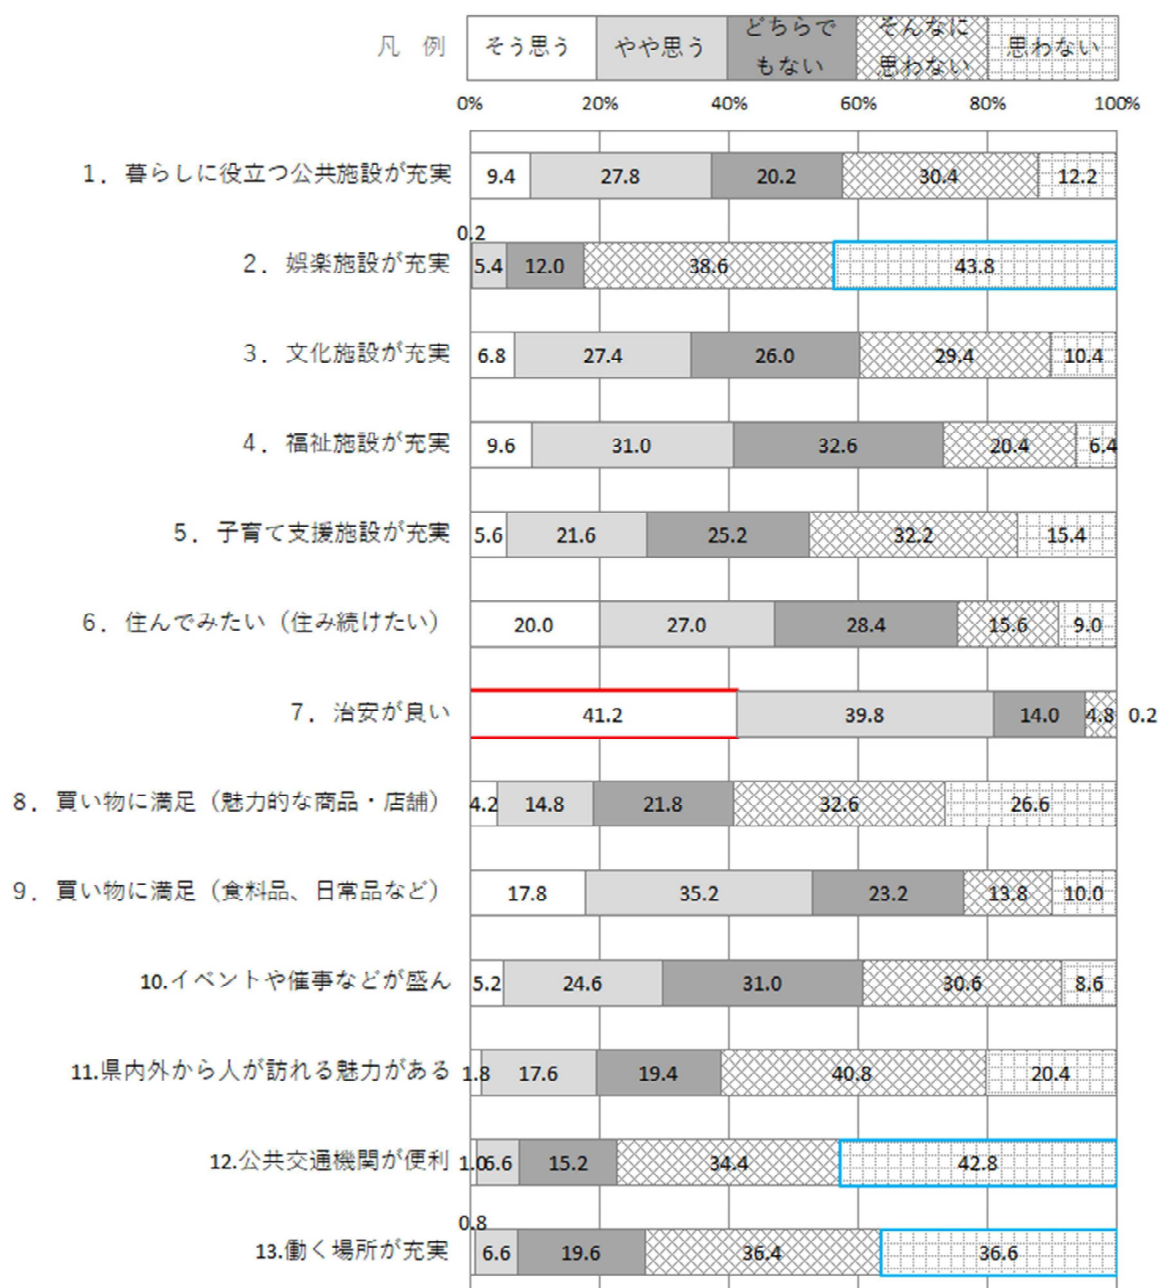 凡 例 そう思う やや思う どちらで そんなに 思わない
もない 思わない
0% 20% 40% 60% 80% 100%
1．暮らしに役立つ公共施設が充実 9.4 27.8 20.2 30.4 12.2
0.2
2．娯楽施設が充実 5.4 12.0 38.6 43.8
3．文化施設が充実 6.8 27.4 26.0 29.4 10.4
4．福祉施設が充実 9.6 31.0 32.6 20.4 6.4
5．子育て支援施設が充実 5.6 21.6 25.2 32.2 15.4
6．住んでみたい（住み続けたい） 20.0 27.0 28.4 15.6 9.0
7．治安が良い 41.2 39.8 14.0 4.8 0.2
8．買い物に満足（魅力的な商品・店舗） 4.2 14.8 21.8 32.6 26.6
9．買い物に満足（食料品、日常品など） 17.8 35.2 23.2 13.8 10.0
10.イベントや催事などが盛ん 5.2 24.6 31.0 30.6 8.6
11.県内外から人が訪れる魅力がある 1.8 17.6 19.4 40.8 20.4
12.公共交通機関が便利 1.0 6.6 15.2 34.4 42.8
0.8
13.働く場所が充実 6.6 19.6 36.4 36.6